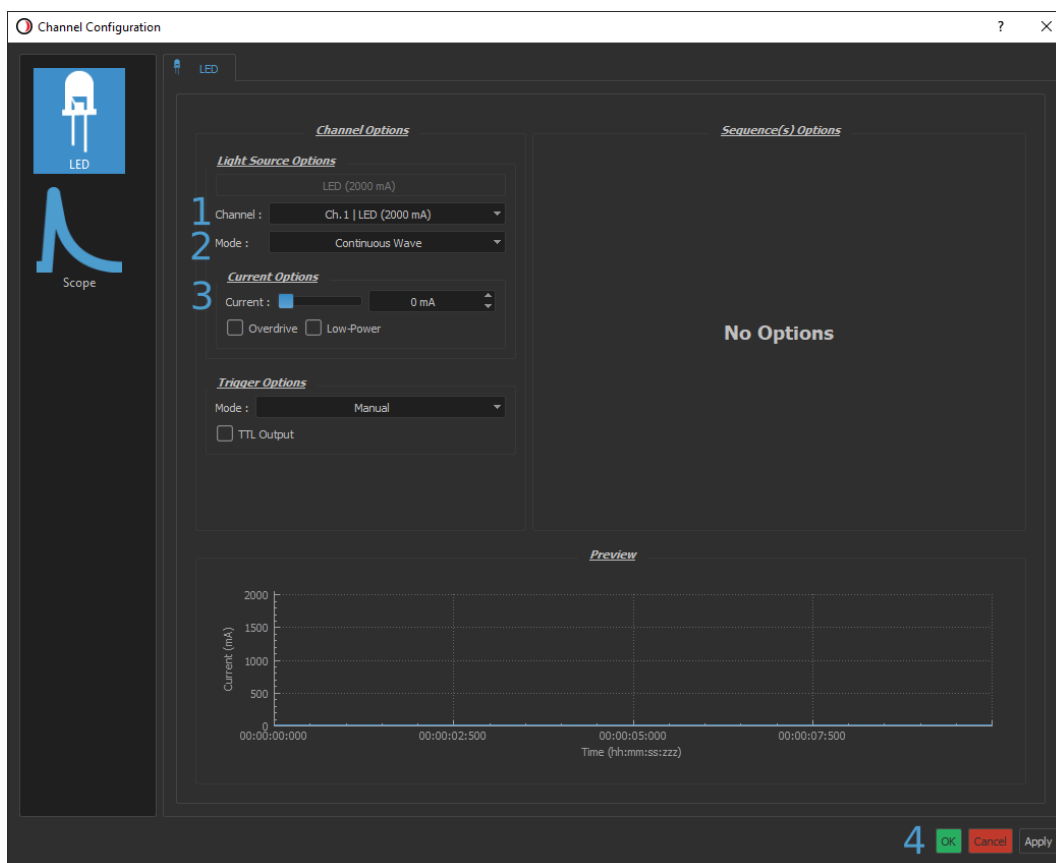 Channel Configuration
? ×
LED
LED
Scope
Channel Options
Light Source Options
LED (2000 mA)
1 Channel : Ch.1 | LED (2000 mA)
2 Mode : Continuous Wave
Current Options
3 Current : 0 mA
Overdrive Low-Power
Trigger Options
Mode : Manual
TTL Output
Sequence(s) Options
No Options
Preview
Current (mA)
2000
1500
1000
500
0
00:00:00:000 00:00:02:500 00:00:05:000 00:00:07:500
Time (hh:mm:ss:zzz)
4 OK Cancel Apply